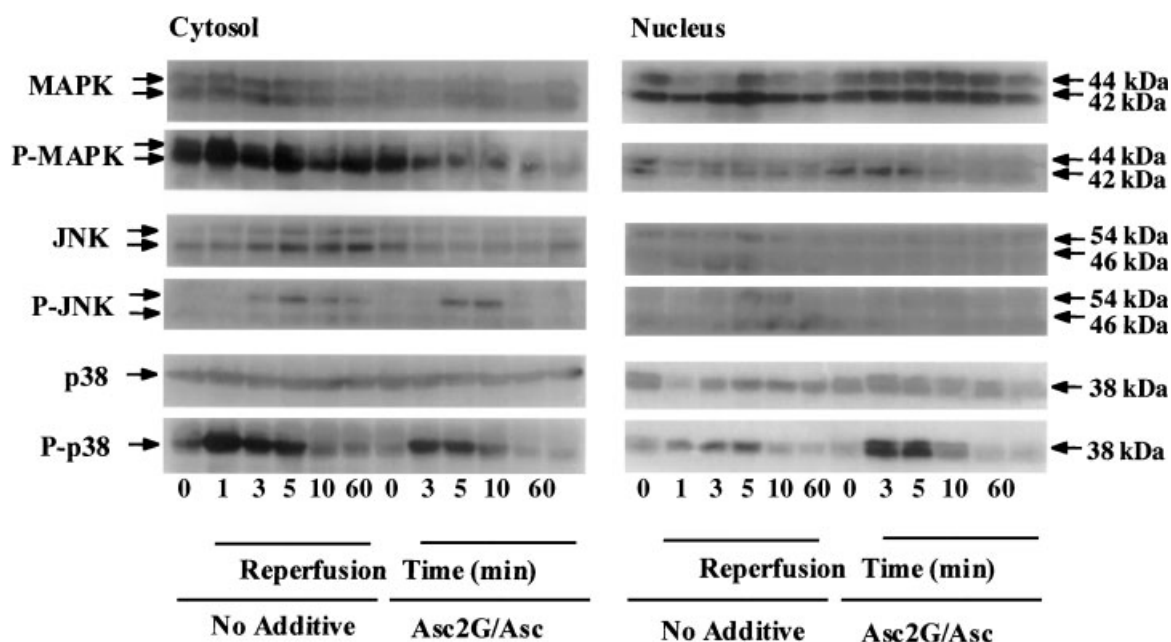 Cytosol Nucleus
MAPK 44 kDa
42 kDa
P-MAPK 44 kDa
42 kDa
JNK 54 kDa
46 kDa
P-JNK 54 kDa
46 kDa
p38 38 kDa
P-p38 38 kDa
0 1 3 5 10 60 0 3 5 10 60 0 1 3 5 10 60 0 3 5 10 60
Reperfusion Time (min) Reperfusion Time (min)
No Additive Asc2G/Asc No Additive Asc2G/Asc